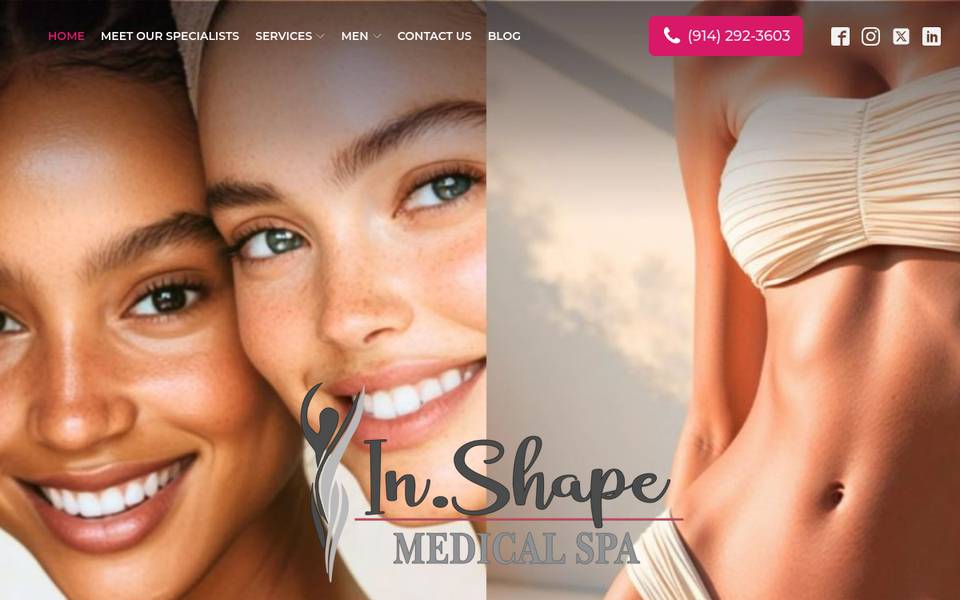 HOME MEET OUR SPECIALISTS SERVICES MEN CONTACT US BLOG (914) 292-3603
In.Shape
MEDICAL SPA